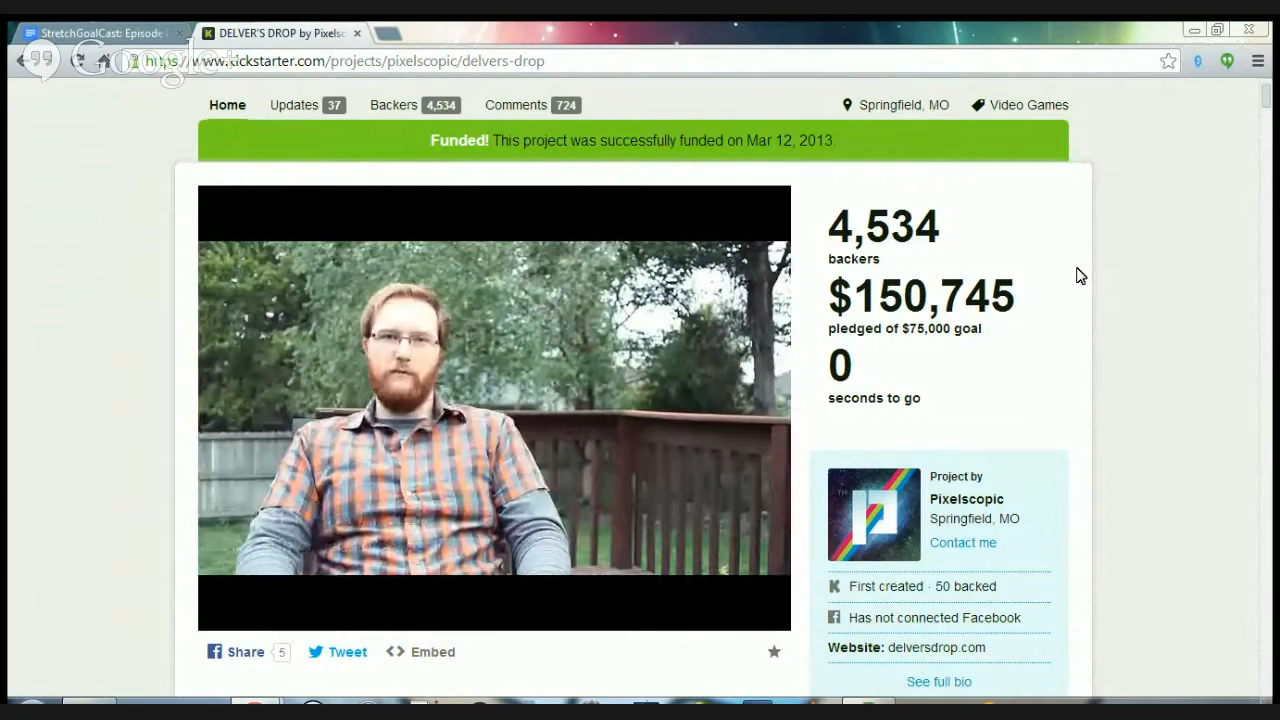 StretchGoalCast: Episode
DELVER'S DROP by Pixelsc
Google+
https://www.kickstarter.com/projects/pixelscopic/delvers-drop
Home Updates 37 Backers 4,534 Comments 724 Springfield, MO Video Games
Funded! This project was successfully funded on Mar 12, 2013.
4,534
backers
$150,745
pledged of $75,000 goal
0
seconds to go
Project by
Pixelscopic
Springfield, MO
Contact me
First created · 50 backed
Has not connected Facebook
Website: delversdrop.com
See full bio
Share 5 Tweet Embed